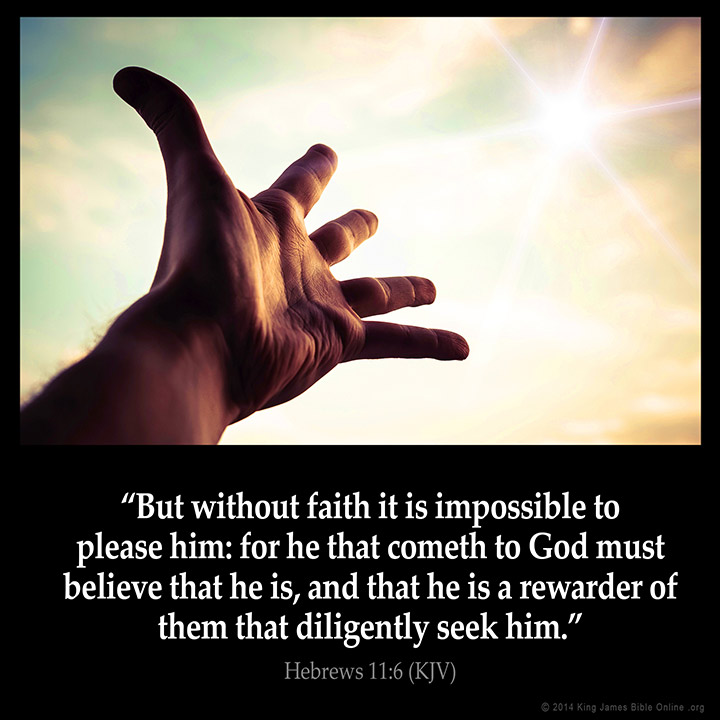 “But without faith it is impossible to
please him: for he that cometh to God must
believe that he is, and that he is a rewarder of
them that diligently seek him.”
Hebrews 11:6 (KJV)
© 2014 King James Bible Online .org